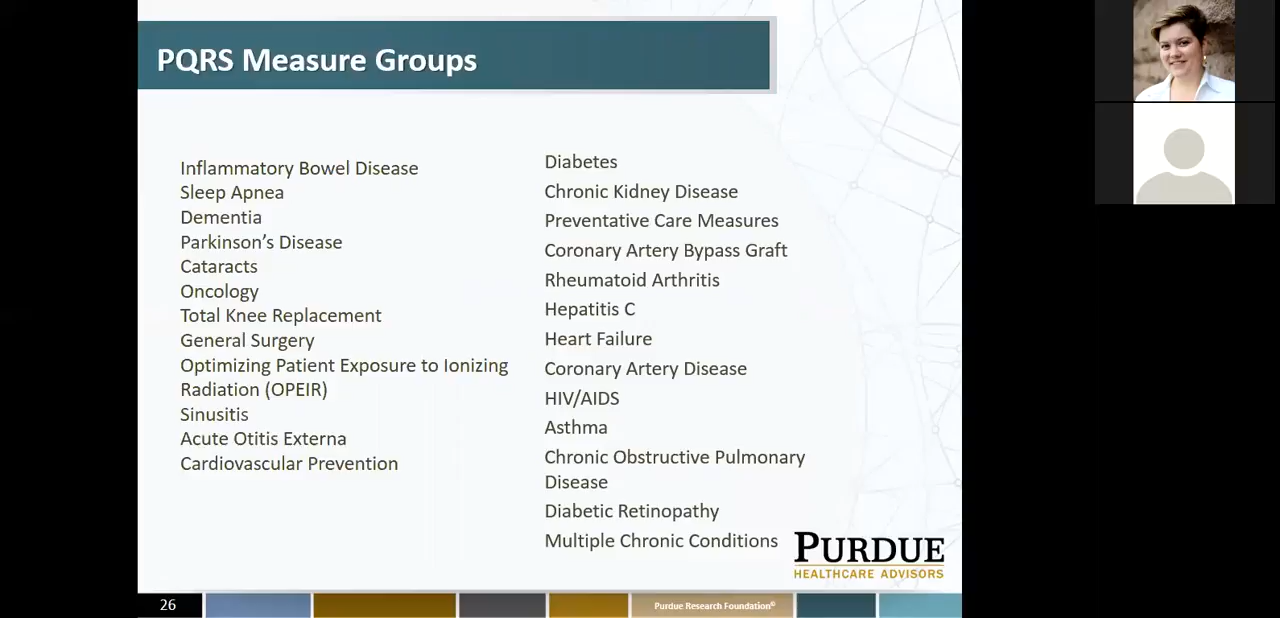 PQRS Measure Groups
Inflammatory Bowel Disease
Sleep Apnea
Dementia
Parkinson’s Disease
Cataracts
Oncology
Total Knee Replacement
General Surgery
Optimizing Patient Exposure to Ionizing
Radiation (OPEIR)
Sinusitis
Acute Otitis Externa
Cardiovascular Prevention
Diabetes
Chronic Kidney Disease
Preventative Care Measures
Coronary Artery Bypass Graft
Rheumatoid Arthritis
Hepatitis C
Heart Failure
Coronary Artery Disease
HIV/AIDS
Asthma
Chronic Obstructive Pulmonary
Disease
Diabetic Retinopathy
Multiple Chronic Conditions
PURDUE
HEALTHCARE ADVISORS
26
Purdue Research Foundation©